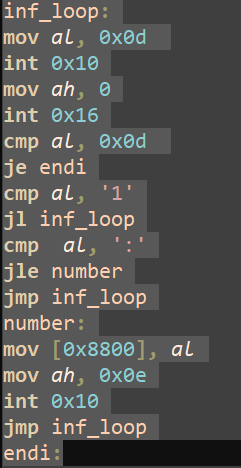 inf_loop:
mov al, 0x0d
int 0x10
mov ah, 0
int 0x16
cmp al, 0x0d
je endi
cmp al, '1'
jl inf_loop
cmp  al, ':'
jle number
jmp inf_loop
number:
mov [0x8800], al
mov ah, 0x0e
int 0x10
jmp inf_loop
endi: